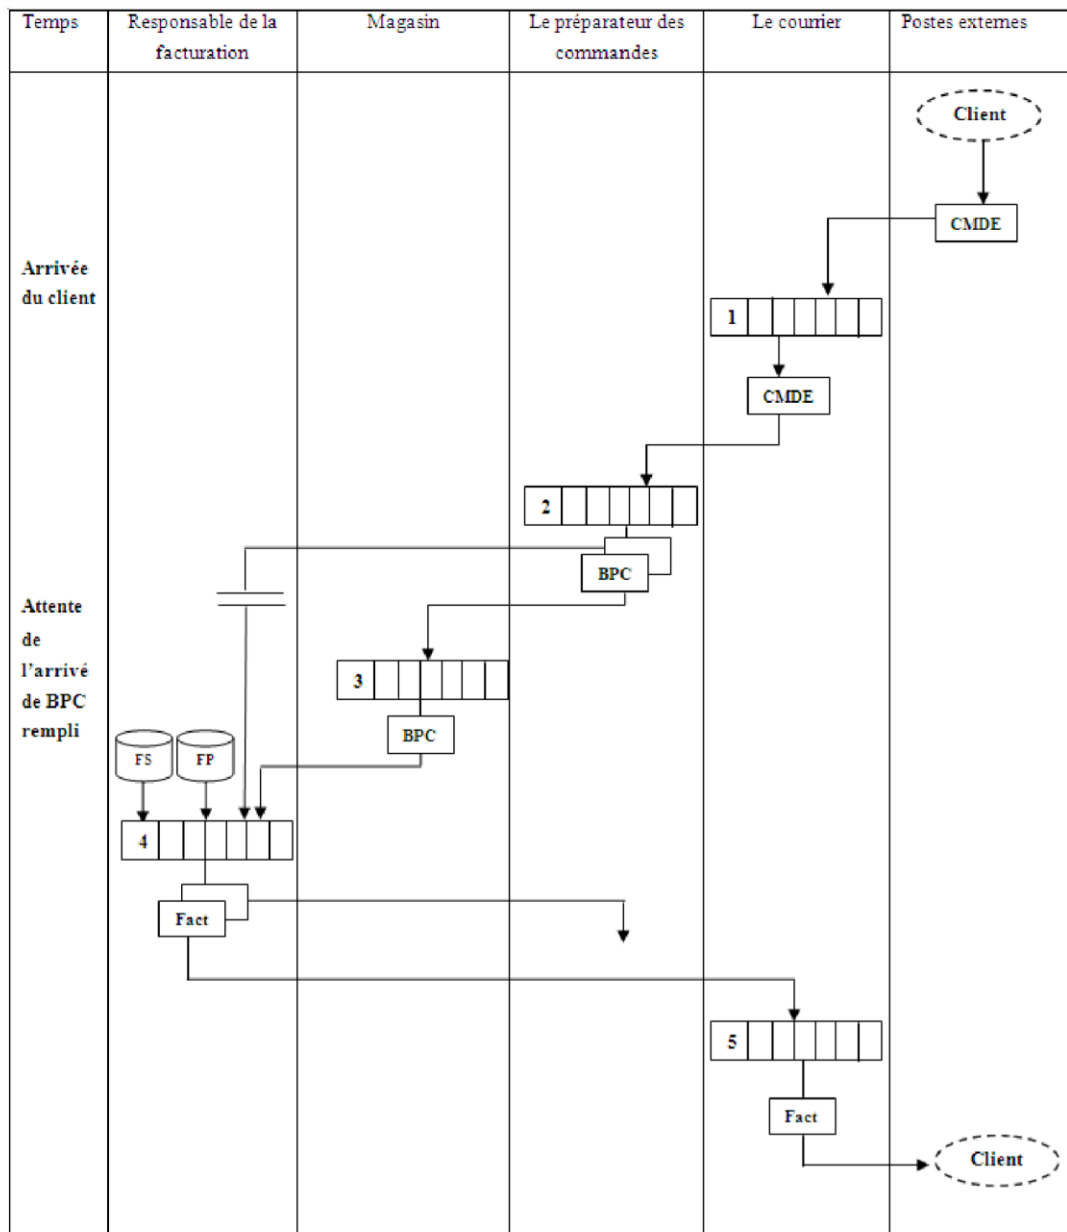 Temps
Responsable de la
facturation
Magasin
Le préparateur des
commandes
Le courrier
Postes externes
Client
CMDE
Arrivée
du client
1
CMDE
2
BPC
Attente
de
l’arrivé
de BPC
rempli
3
BPC
FS
FP
4
Fact
5
Fact
Client